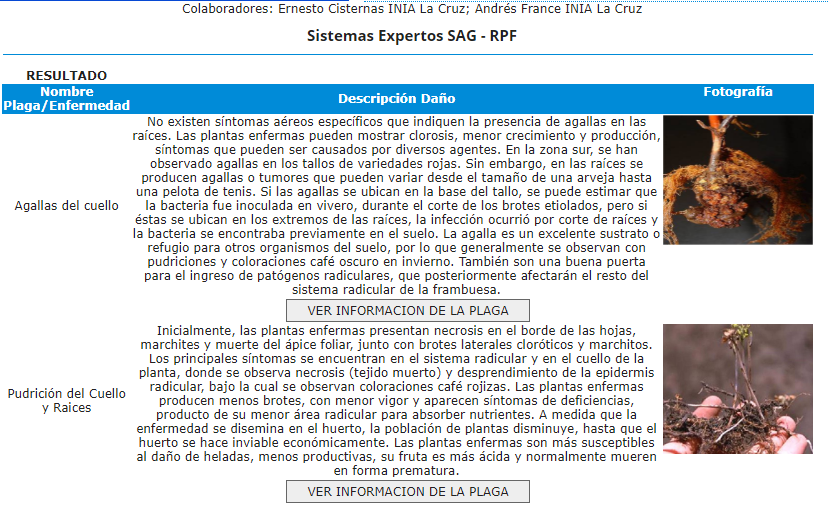 Colaboradores: Ernesto Cisternas INIA La Cruz; Andrés France INIA La Cruz
Sistemas Expertos SAG - RPF
RESULTADO
Nombre
Plaga/Enfermedad
Descripción Daño
Fotografía
Agallas del cuello
No existen síntomas aéreos específicos que indiquen la presencia de agallas en las
raíces. Las plantas enfermas pueden mostrar clorosis, menor crecimiento y producción,
síntomas que pueden ser causados por diversos agentes. En la zona sur, se han
observado agallas en los tallos de variedades rojas. Sin embargo, en las raíces se
producen agallas o tumores que pueden variar desde el tamaño de una arveja hasta
una pelota de tenis. Si las agallas se ubican en la base del tallo, se puede estimar que
la bacteria fue inoculada en vivero, durante el corte de los brotes etiolados, pero si
éstas se ubican en los extremos de las raíces, la infección ocurrió por corte de raíces y
la bacteria se encontraba previamente en el suelo. La agalla es un excelente sustrato o
refugio para otros organismos del suelo, por lo que generalmente se observan con
pudriciones y coloraciones café oscuro en invierno. También son una buena puerta
para el ingreso de patógenos radiculares, que posteriormente afectarán el resto del
sistema radicular de la frambuesa.
VER INFORMACION DE LA PLAGA
Pudrición del Cuello
y Raices
Inicialmente, las plantas enfermas presentan necrosis en el borde de las hojas,
marchites y muerte del ápice foliar, junto con brotes laterales cloróticos y marchitos.
Los principales síntomas se encuentran en el sistema radicular y en el cuello de la
planta, donde se observa necrosis (tejido muerto) y desprendimiento de la epidermis
radicular, bajo la cual se observan coloraciones café rojizas. Las plantas enfermas
producen menos brotes, con menor vigor y aparecen síntomas de deficiencias,
producto de su menor área radicular para absorber nutrientes. A medida que la
enfermedad se disemina en el huerto, la población de plantas disminuye, hasta que el
huerto se hace inviable económicamente. Las plantas enfermas son más susceptibles
al daño de heladas, menos productivas, su fruta es más ácida y normalmente mueren
en forma prematura.
VER INFORMACION DE LA PLAGA